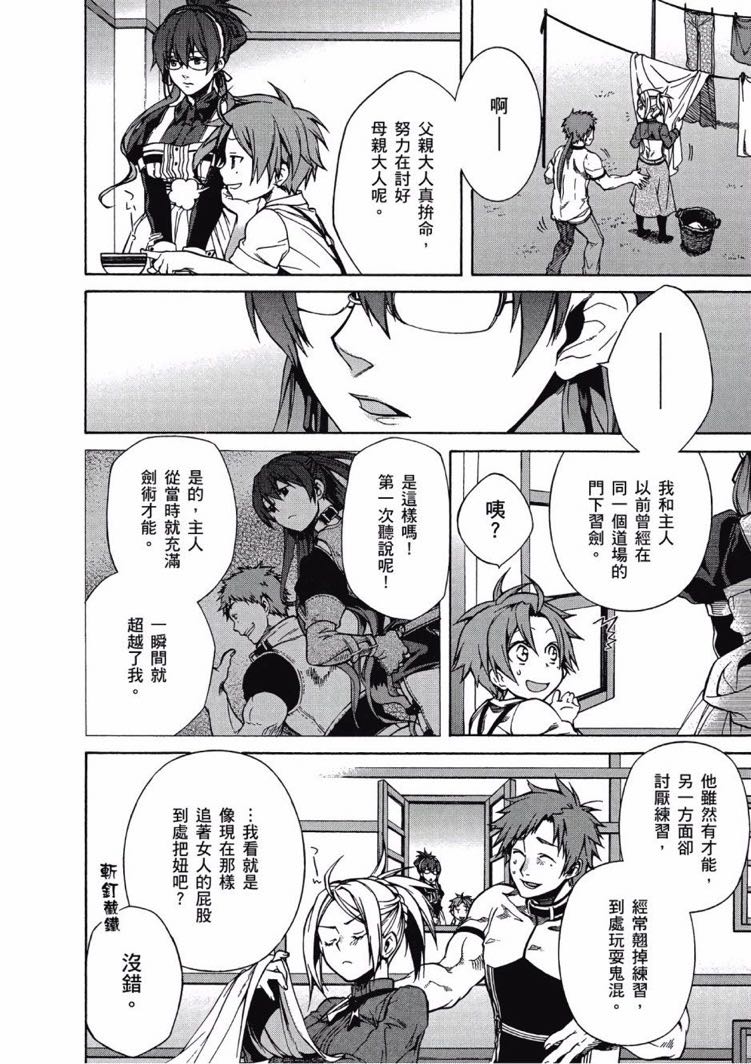 啊—
父親大人真拚命，
努力在討好
母親大人呢。
—
我和主人
以前曾經在
同一個道場的
門下習劍。
咦？
是這樣嗎！
第一次聽說呢！
是的，主人
從當時就充滿
劍術才能。
一瞬間就
超越了我。
他雖然有才能，
另一方面卻
討厭練習，
經常翹掉練習，
到處玩耍鬼混。
…我看就是
像現在那樣
追著女人的屁股
到處把妞吧？
斬釘截鐵
沒錯。